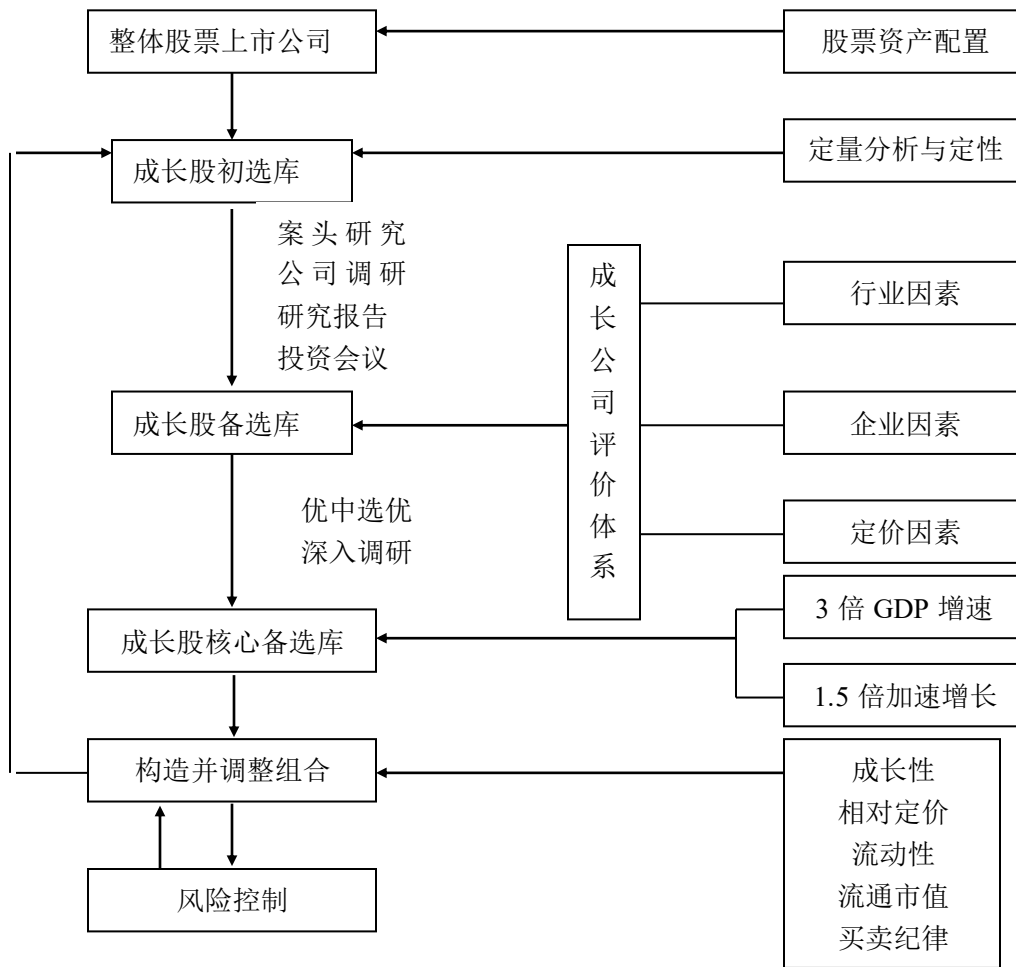 整体股票上市公司
股票资产配置
成长股初选库
定量分析与定性
案头研究
公司调研
研究报告
投资会议
成长公司评价体系
行业因素
成长股备选库
企业因素
优中选优
深入调研
定价因素
3 倍 GDP 增速
成长股核心备选库
1.5 倍加速增长
构造并调整组合
成长性
相对定价
流动性
流通市值
买卖纪律
风险控制